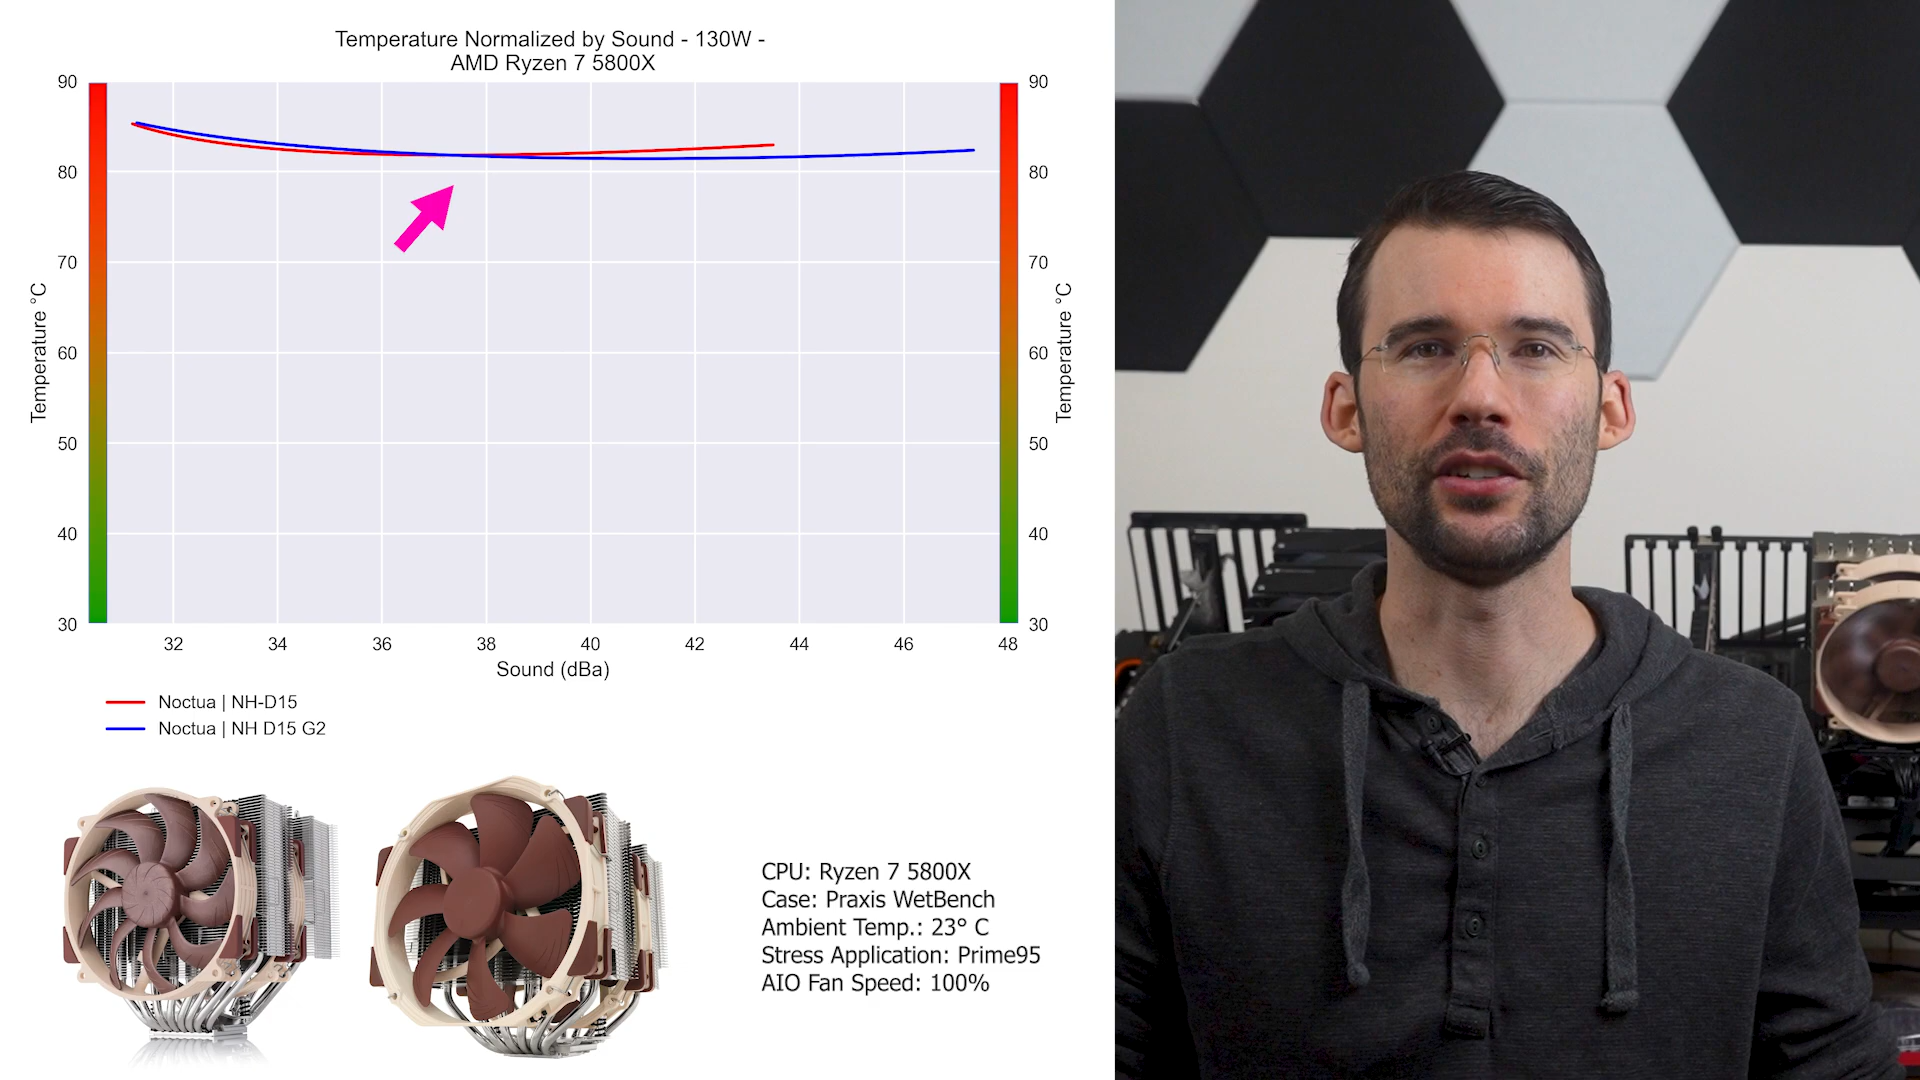 Temperature Normalized by Sound - 130W -
AMD Ryzen 7 5800X
90
80
70
60
50
40
30
Temperature °C
90
80
70
60
50
40
30
Temperature °C
32 34 36 38 40 42 44 46 48
Sound (dBa)
Noctua | NH-D15
Noctua | NH D15 G2
CPU: Ryzen 7 5800X
Case: Praxis WetBench
Ambient Temp.: 23° C
Stress Application: Prime95
AIO Fan Speed: 100%